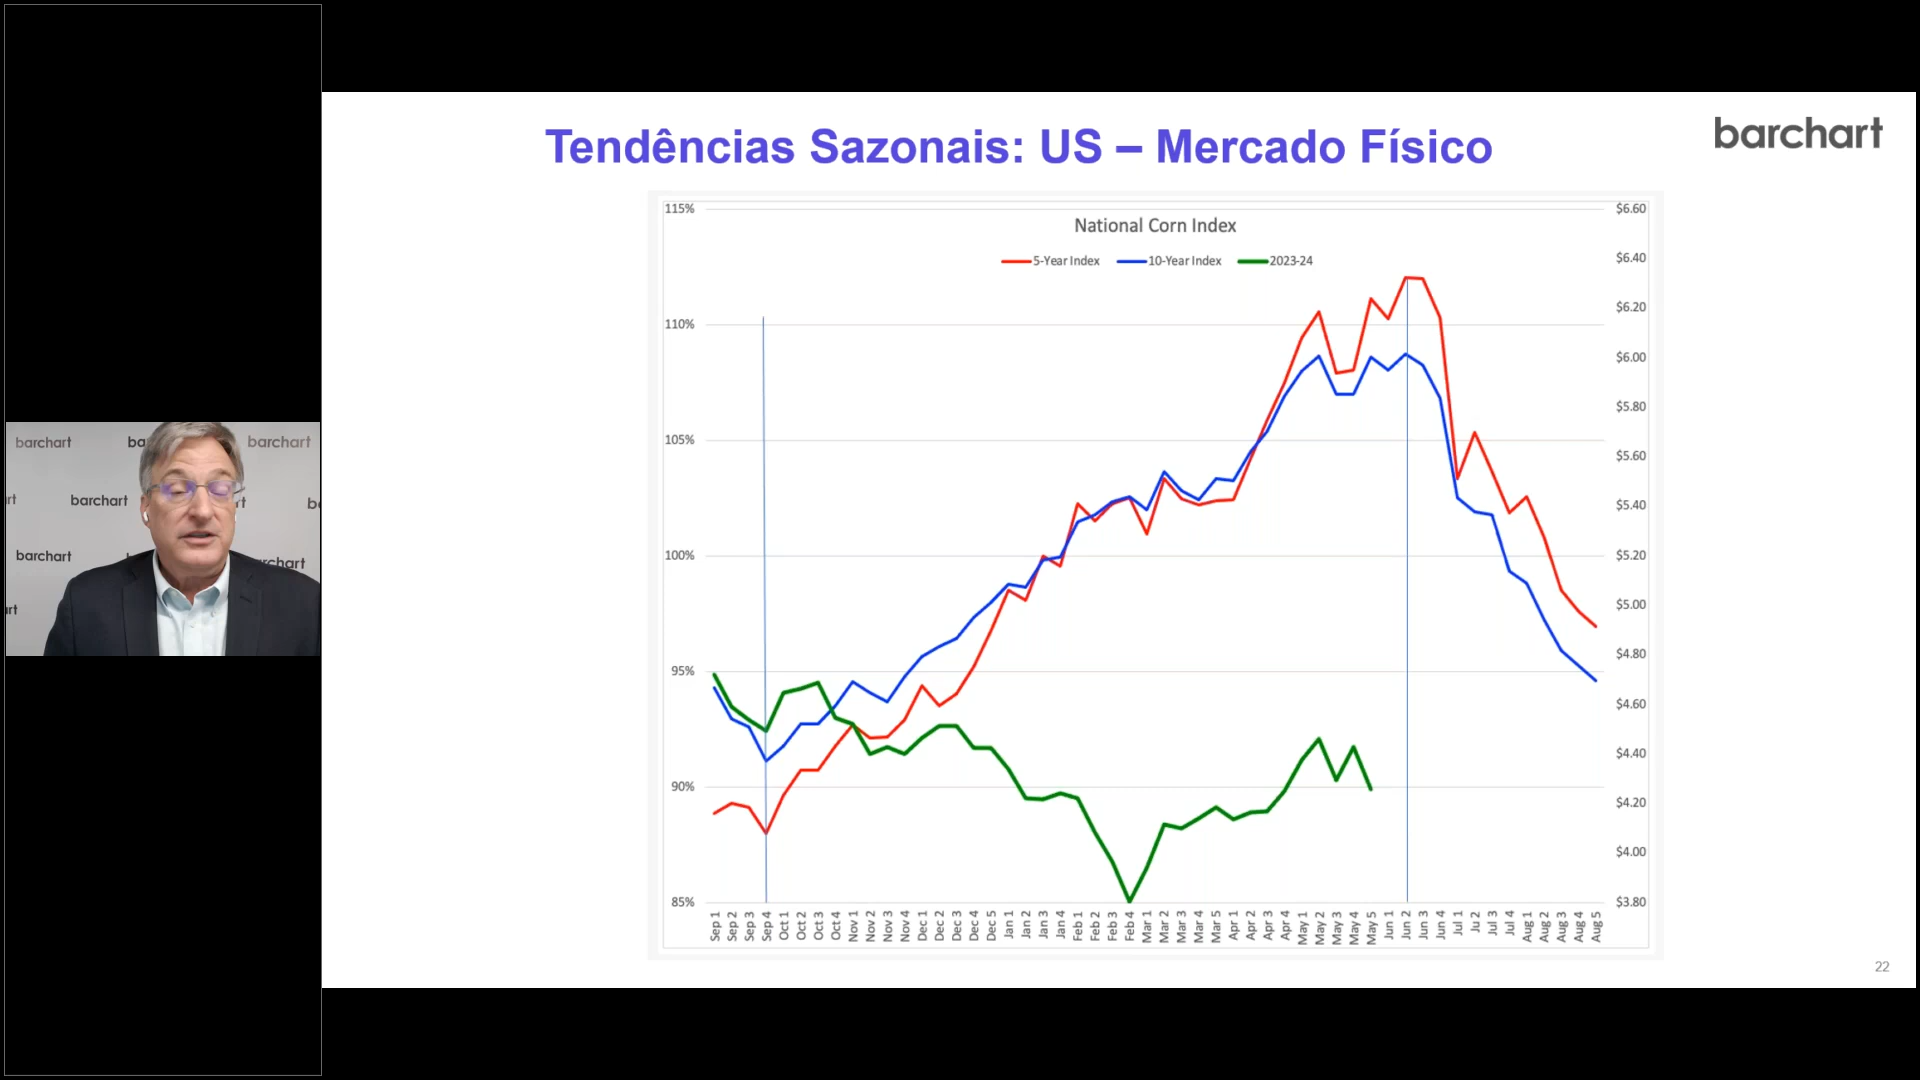 Tendências Sazonais: US – Mercado Físico
barchart
National Corn Index
5-Year Index
10-Year Index
2023-24
115%
110%
105%
100%
95%
90%
85%
$6.60
$6.40
$6.20
$6.00
$5.80
$5.60
$5.40
$5.20
$5.00
$4.80
$4.60
$4.40
$4.20
$4.00
$3.80
Sep 1
Sep 2
Sep 3
Sep 4
Oct 1
Oct 2
Oct 3
Oct 4
Nov 1
Nov 2
Nov 3
Nov 4
Dec 1
Dec 2
Dec 3
Dec 4
Dec 5
Jan 1
Jan 2
Jan 3
Jan 4
Feb 1
Feb 2
Feb 3
Feb 4
Mar 1
Mar 2
Mar 3
Mar 4
Mar 5
Apr 1
Apr 2
Apr 3
Apr 4
May 1
May 2
May 3
May 4
May 5
Jun 1
Jun 2
Jun 3
Jun 4
Jul 1
Ju 2
Jul 3
Jul 4
Aug 1
Aug 2
Aug 3
Aug 4
Aug 5
22
barchart
ba
barchart
rt
barchart
rt
b
barchart
rchart
rt